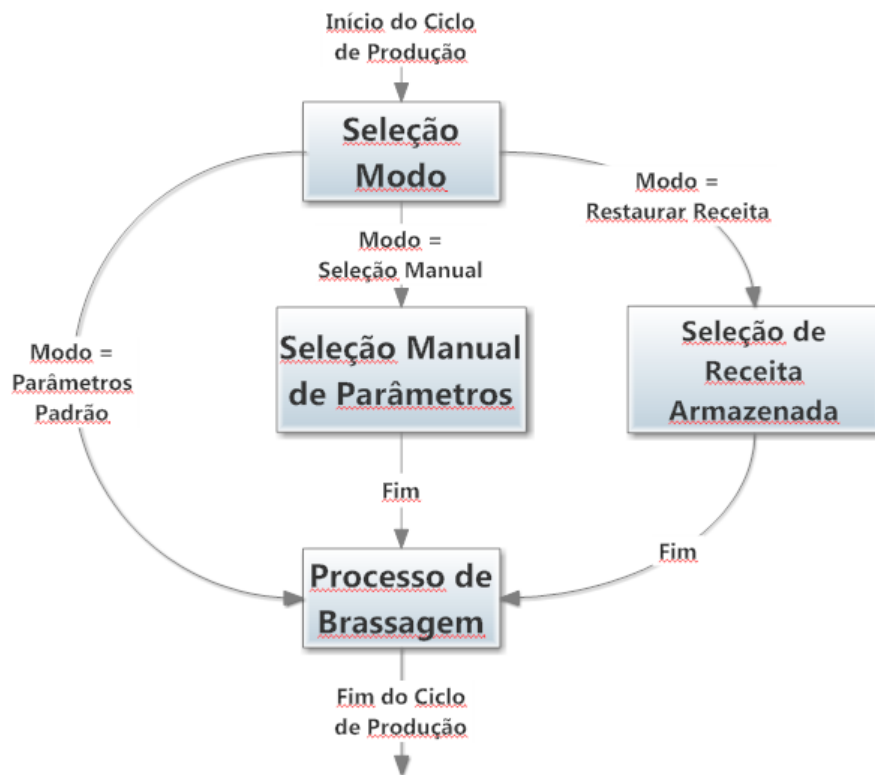 Início do Ciclo
de Produção
Seleção
Modo
Modo =
Restaurar Receita
Modo =
Seleção Manual
Seleção Manual
de Parâmetros
Seleção de
Receita
Armazenada
Modo =
Parâmetros
Padrão
Fim
Fim
Processo de
Brassagem
Fim do Ciclo
de Produção